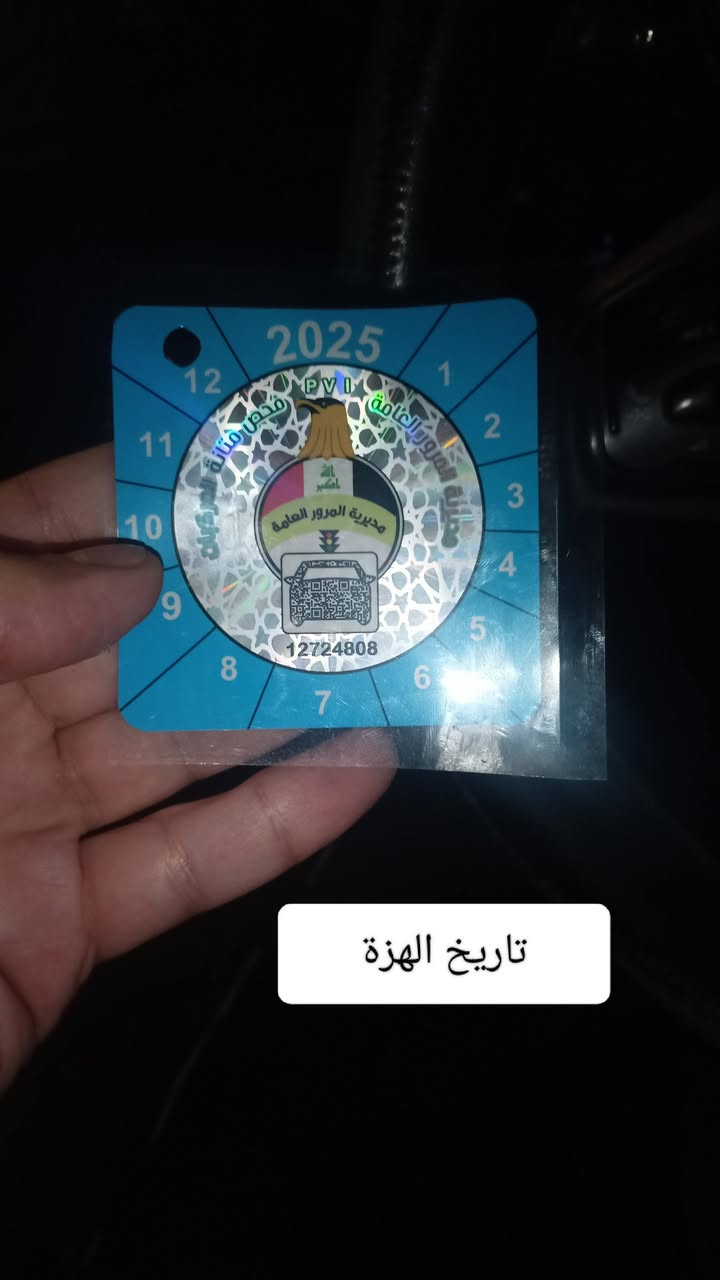 2025
1
2
3
4
5
6
7
8
9
10
11
12
PVI
مديرية المرور العامة
فحص متانة المركبات
الله
اكبر
مديرية المرور العامة
12724808
تاريخ الهزة